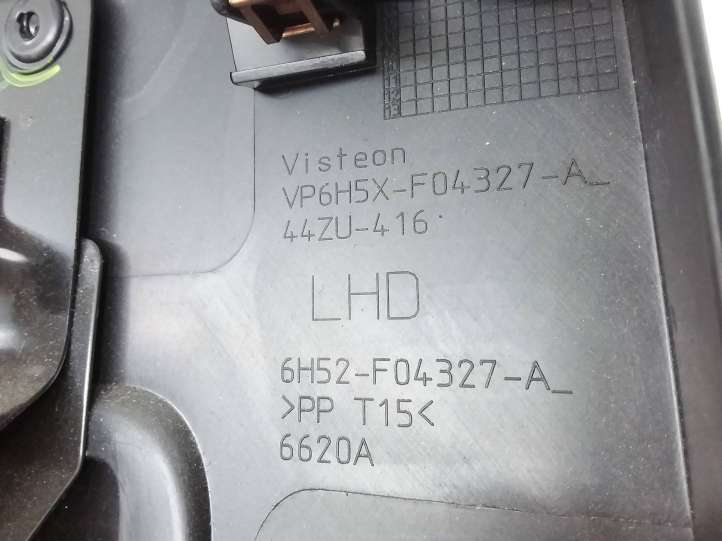 Visteon
VP6H5X-F04327-A_
44ZU-416
LHD
6H52-F04327-A_
>PP T15<
6620A